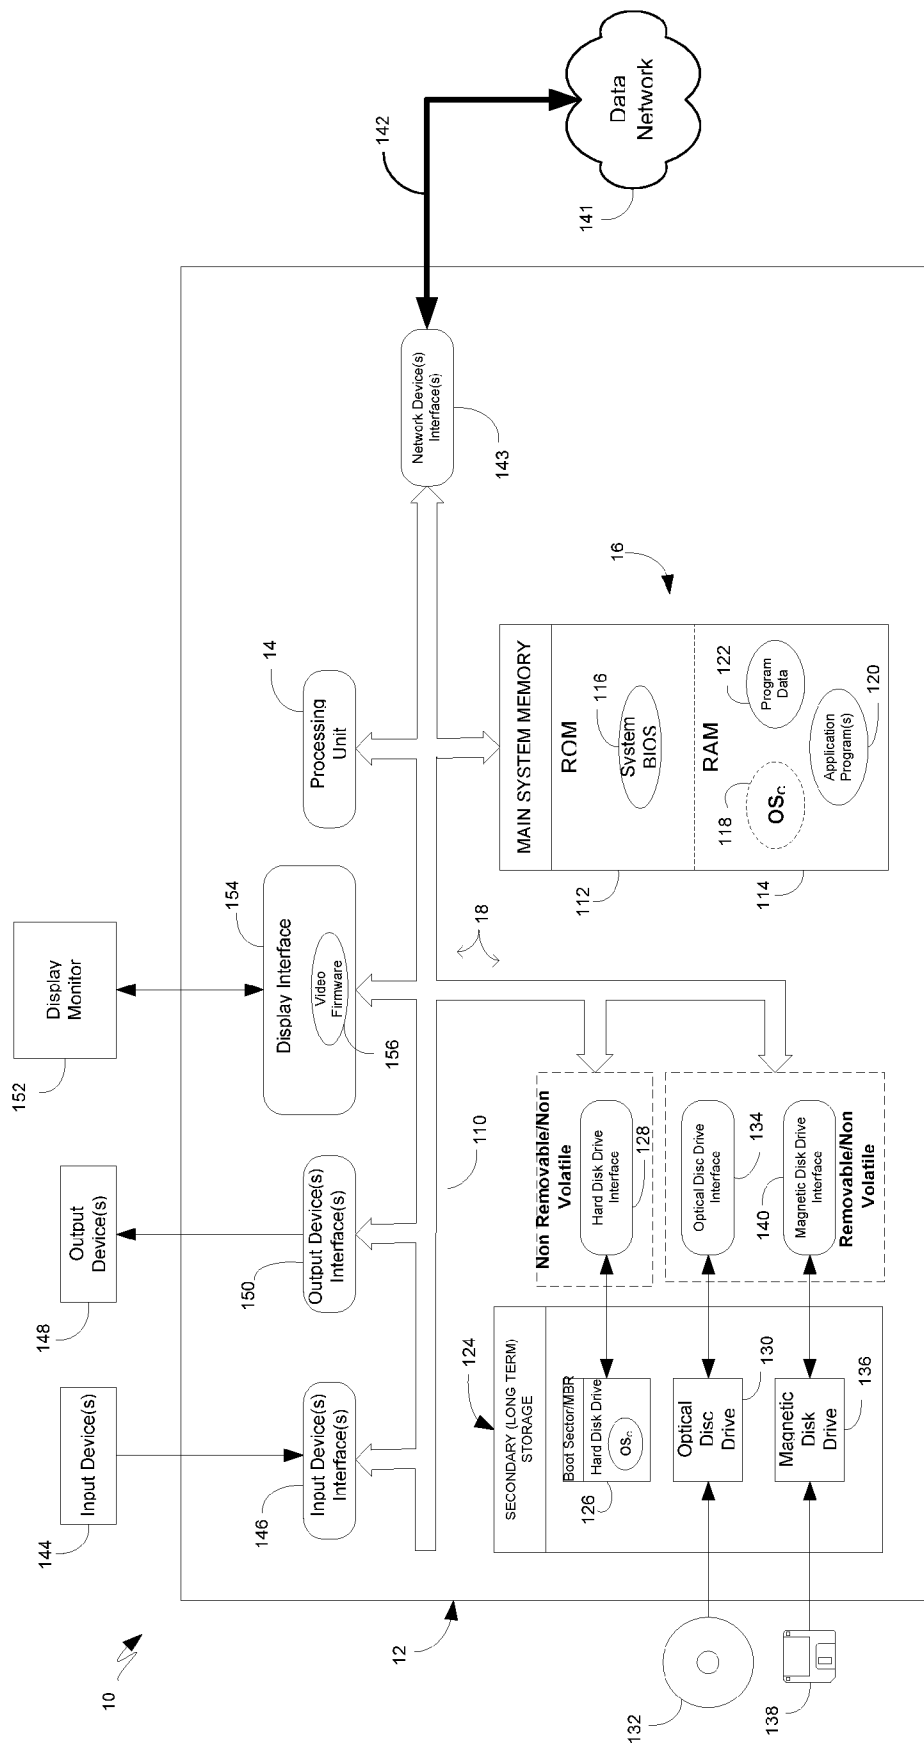 10
12
144
Input Device(s)
148
Output
Device(s)
152
Display
Monitor
146
Input Device(s)
Interface(s)
150
Output Device(s)
Interface(s)
154
Display Interface
Video
Firmware
156
14
Processing
Unit
Network Device(s)
Interface(s)
143
142
141
Data
Network
110
18
16
124
SECONDARY (LONG TERM)
STORAGE
Boot Sector/MBR
Hard Disk Drive
126
Optical
Disc
Drive
130
Magnetic
Disk
Drive
136
132
138
Non Removable/Non
Volatile
Hard Disk Drive
Interface
128
Optical Disc Drive
Interface
134
140
Magnetic Disk Drive
Interface
Removable/Non
Volatile
MAIN SYSTEM MEMORY
ROM
116
System
BIOS
112
RAM
122
Program
Data
118
120
Application
Program(s)
114